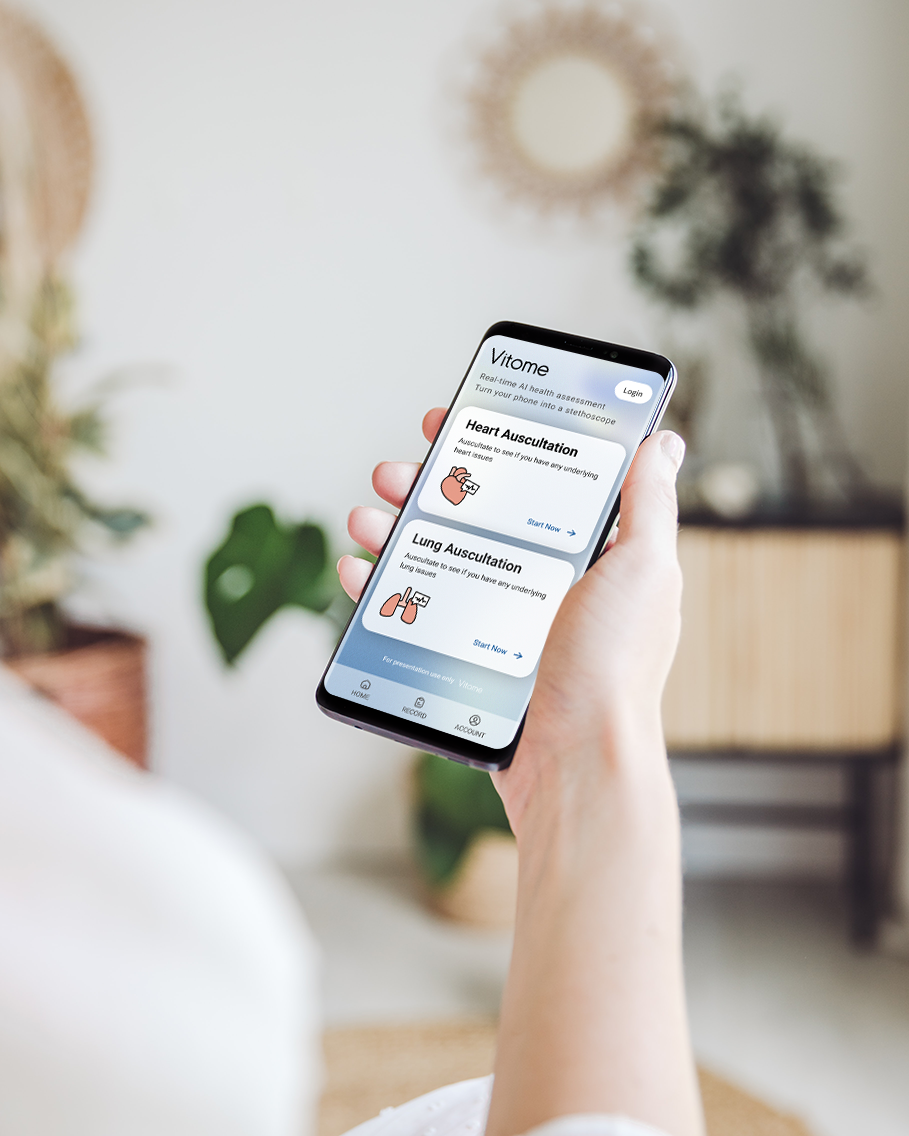 Vitome
Login
Real-time AI health assessment
Turn your phone into a stethoscope
Heart Auscultation
Auscultate to see if you have any underlying
heart issues
Start Now
Lung Auscultation
Auscultate to see if you have any underlying
lung issues
Start Now
For presentation use only Vitome
HOME
RECORD
ACCOUNT